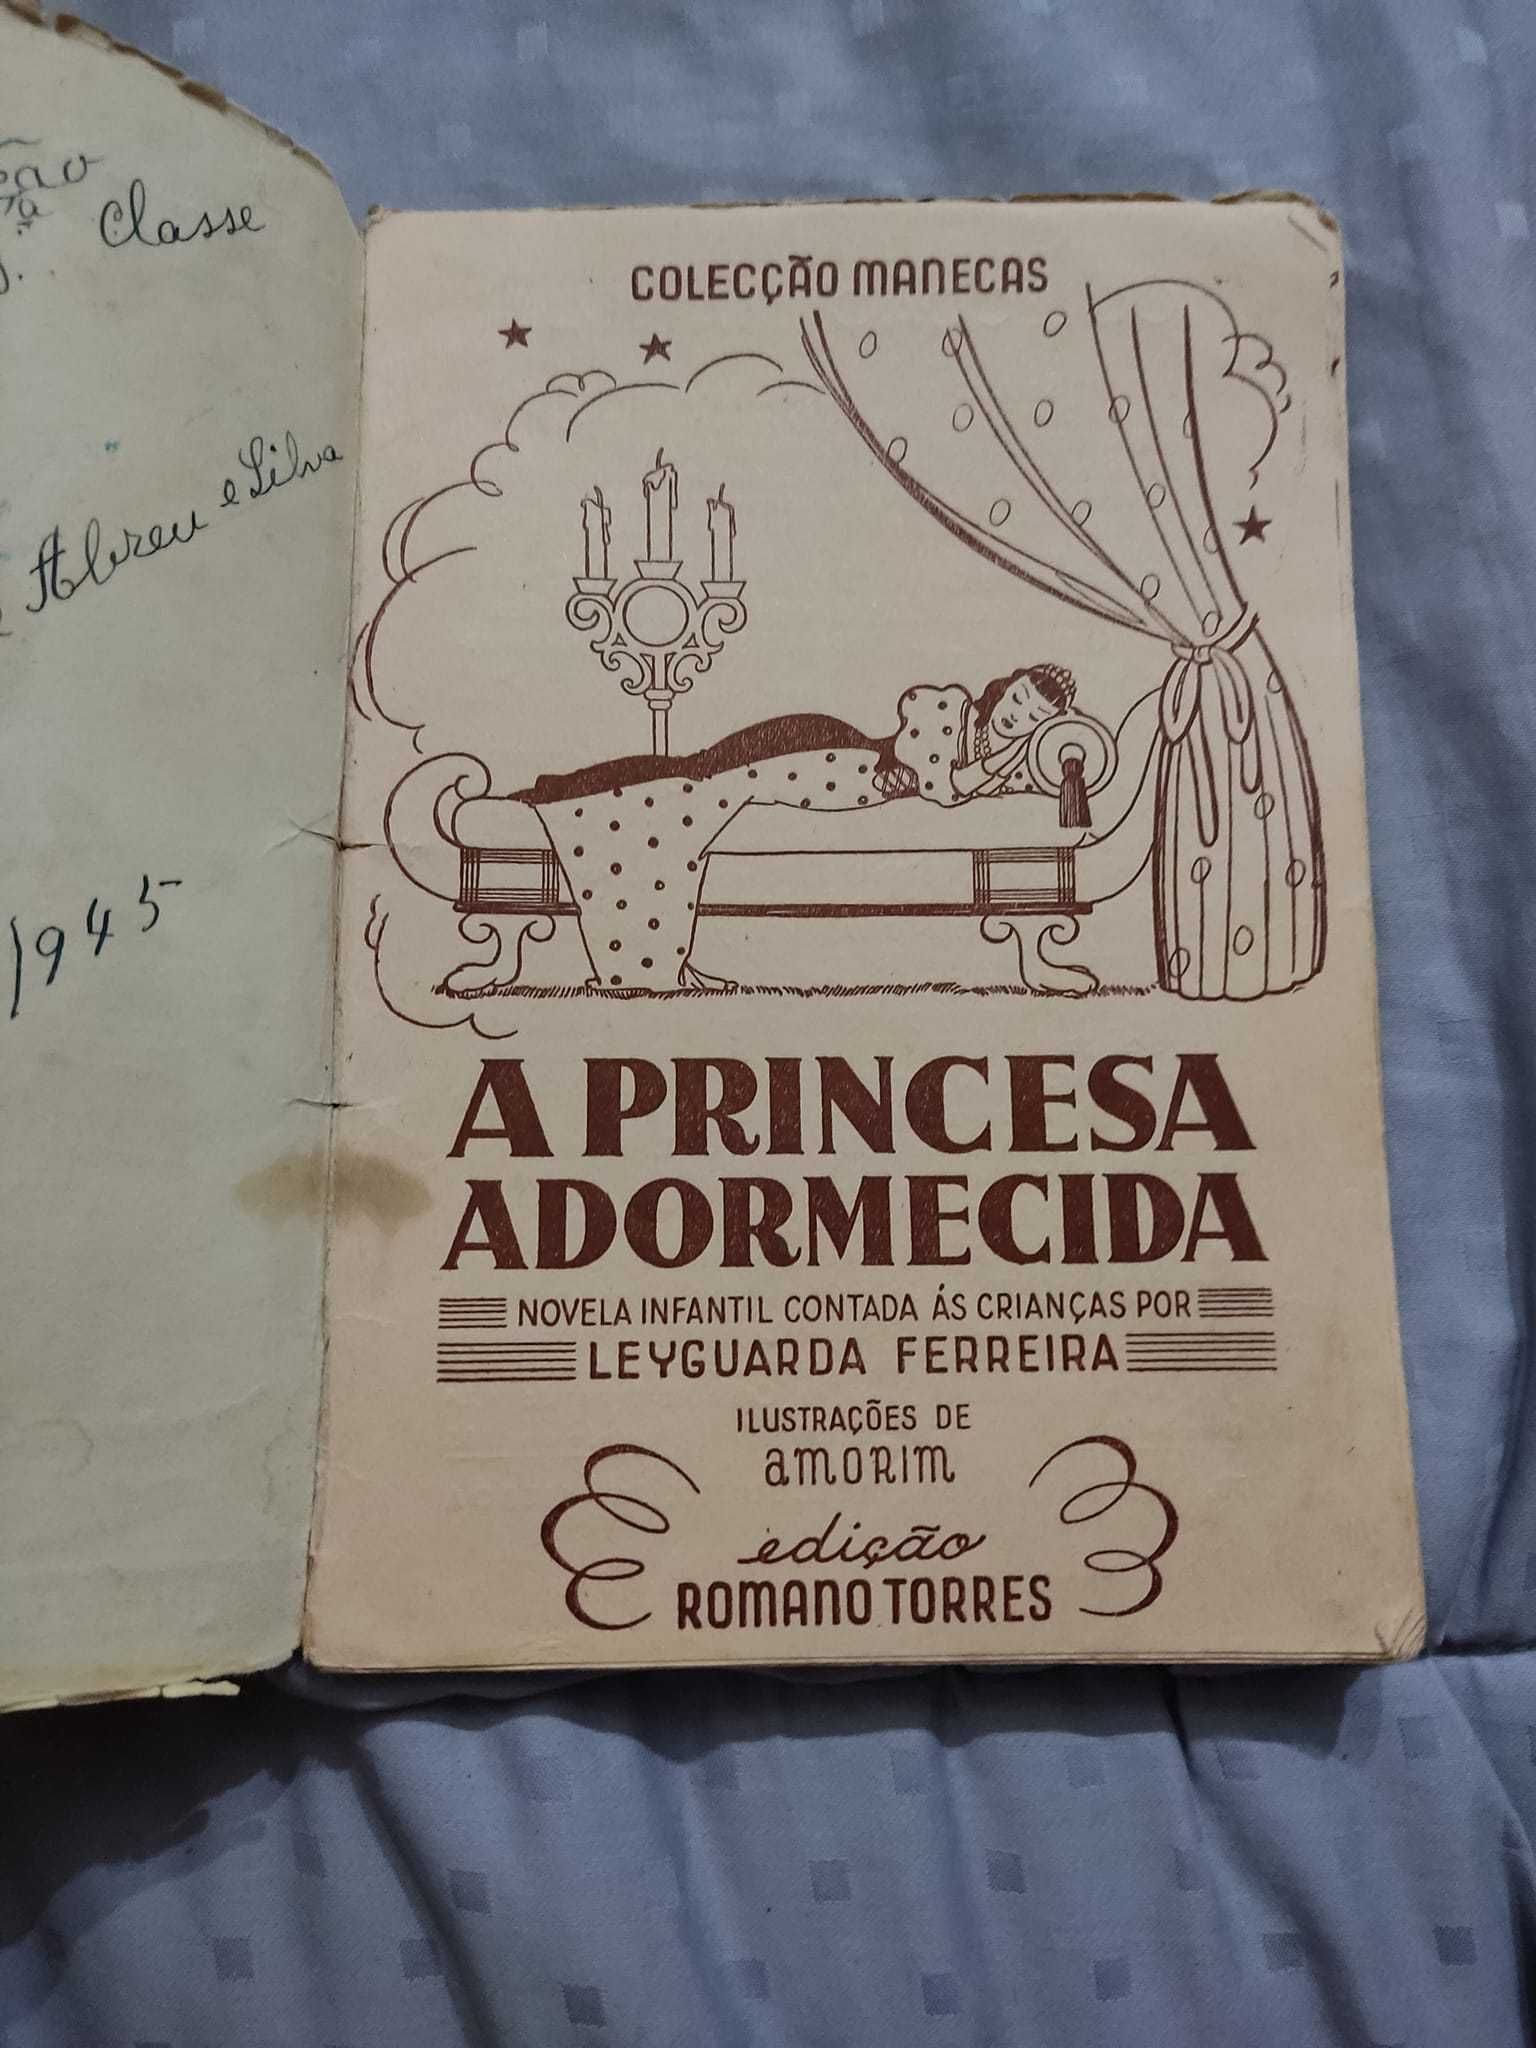 Classe
Abreu e Silva
1945
COLECÇÃO MANECAS
A PRINCESA
ADORMECIDA
NOVELA INFANTIL CONTADA ÁS CRIANÇAS POR
LEYGUARDA FERREIRA
ILUSTRAÇÕES DE
AMORIM
edição
ROMANO TORRES